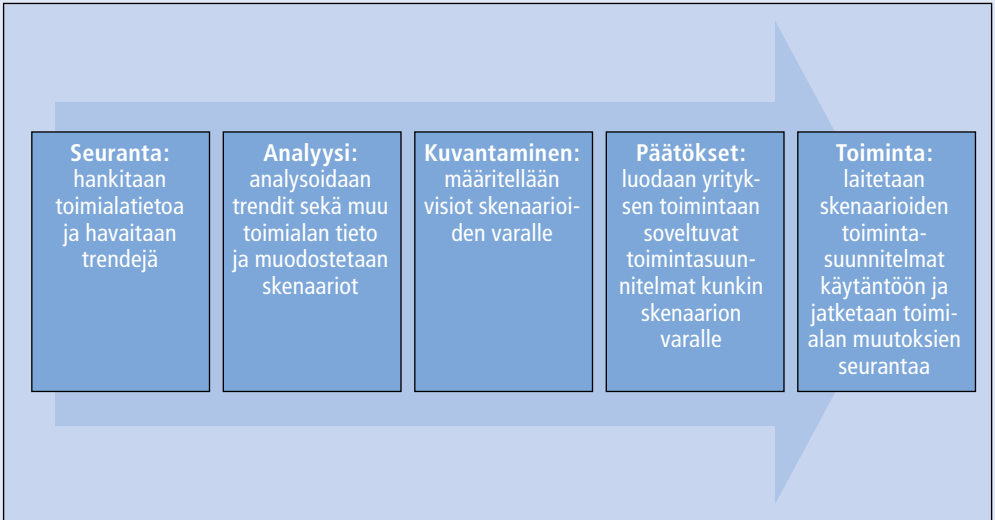 Seuranta:
hankitaan
toimialatietoa
ja havaitaan
trendejä
Analyysi:
analysoidaan
trendit sekä muu
toimialan tieto
ja muodostetaan
skenaariot
Kuvantaminen:
määritellään
visiot skenaarioi-
den varalle
Päätökset:
luodaan yrityk-
sen toimintaan
soveltuvat
toimintasuun-
nitelmat kunkin
skenaarion
varalle
Toiminta:
laitetaan
skenaarioiden
toiminta-
suunnitelmat
käytäntöön ja
jatketaan toimi-
alan muutoksien
seurantaa